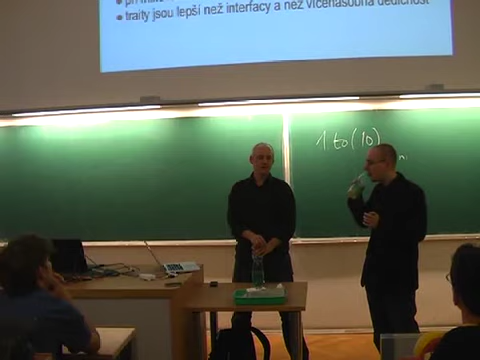 traity jsou lepší než interfacy a než vícenásobná dědičnost
1 to(10)